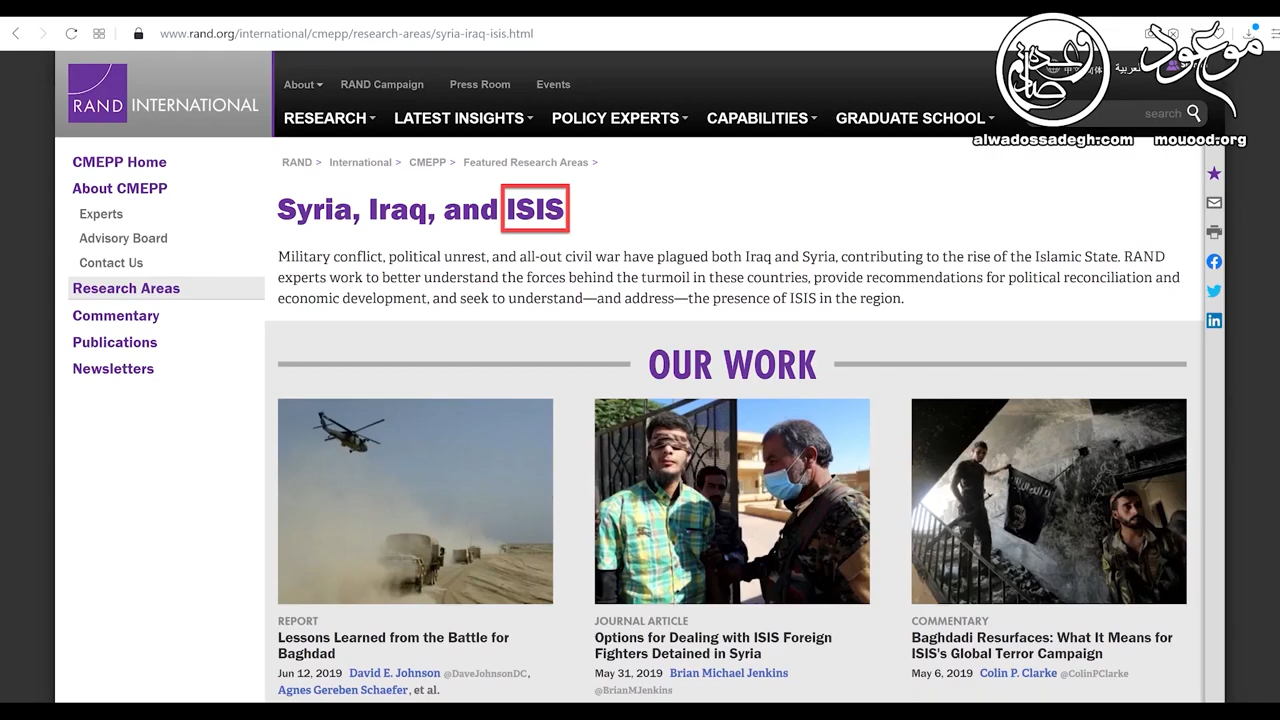 www.rand.org/international/cmepp/research-areas/syria-iraq-isis.html
موعود
وعده صادق
العربية
alwadossadegh.com
mouood.org
RAND INTERNATIONAL
About
RAND Campaign
Press Room
Events
search
RESEARCH
LATEST INSIGHTS
POLICY EXPERTS
CAPABILITIES
GRADUATE SCHOOL
CMEPP Home
About CMEPP
Experts
Advisory Board
Contact Us
Research Areas
Commentary
Publications
Newsletters
RAND > International > CMEPP > Featured Research Areas >
Syria, Iraq, and ISIS
Military conflict, political unrest, and all-out civil war have plagued both Iraq and Syria, contributing to the rise of the Islamic State. RAND
experts work to better understand the forces behind the turmoil in these countries, provide recommendations for political reconciliation and
economic development, and seek to understand—and address—the presence of ISIS in the region.
OUR WORK
REPORT
Lessons Learned from the Battle for
Baghdad
Jun 12, 2019 David E. Johnson @DaveJohnsonDC,
Agnes Gereben Schaefer, et al.
JOURNAL ARTICLE
Options for Dealing with ISIS Foreign
Fighters Detained in Syria
May 31, 2019 Brian Michael Jenkins
@BrianMJenkins
COMMENTARY
Baghdadi Resurfaces: What It Means for
ISIS's Global Terror Campaign
May 6, 2019 Colin P. Clarke @ColinPClarke